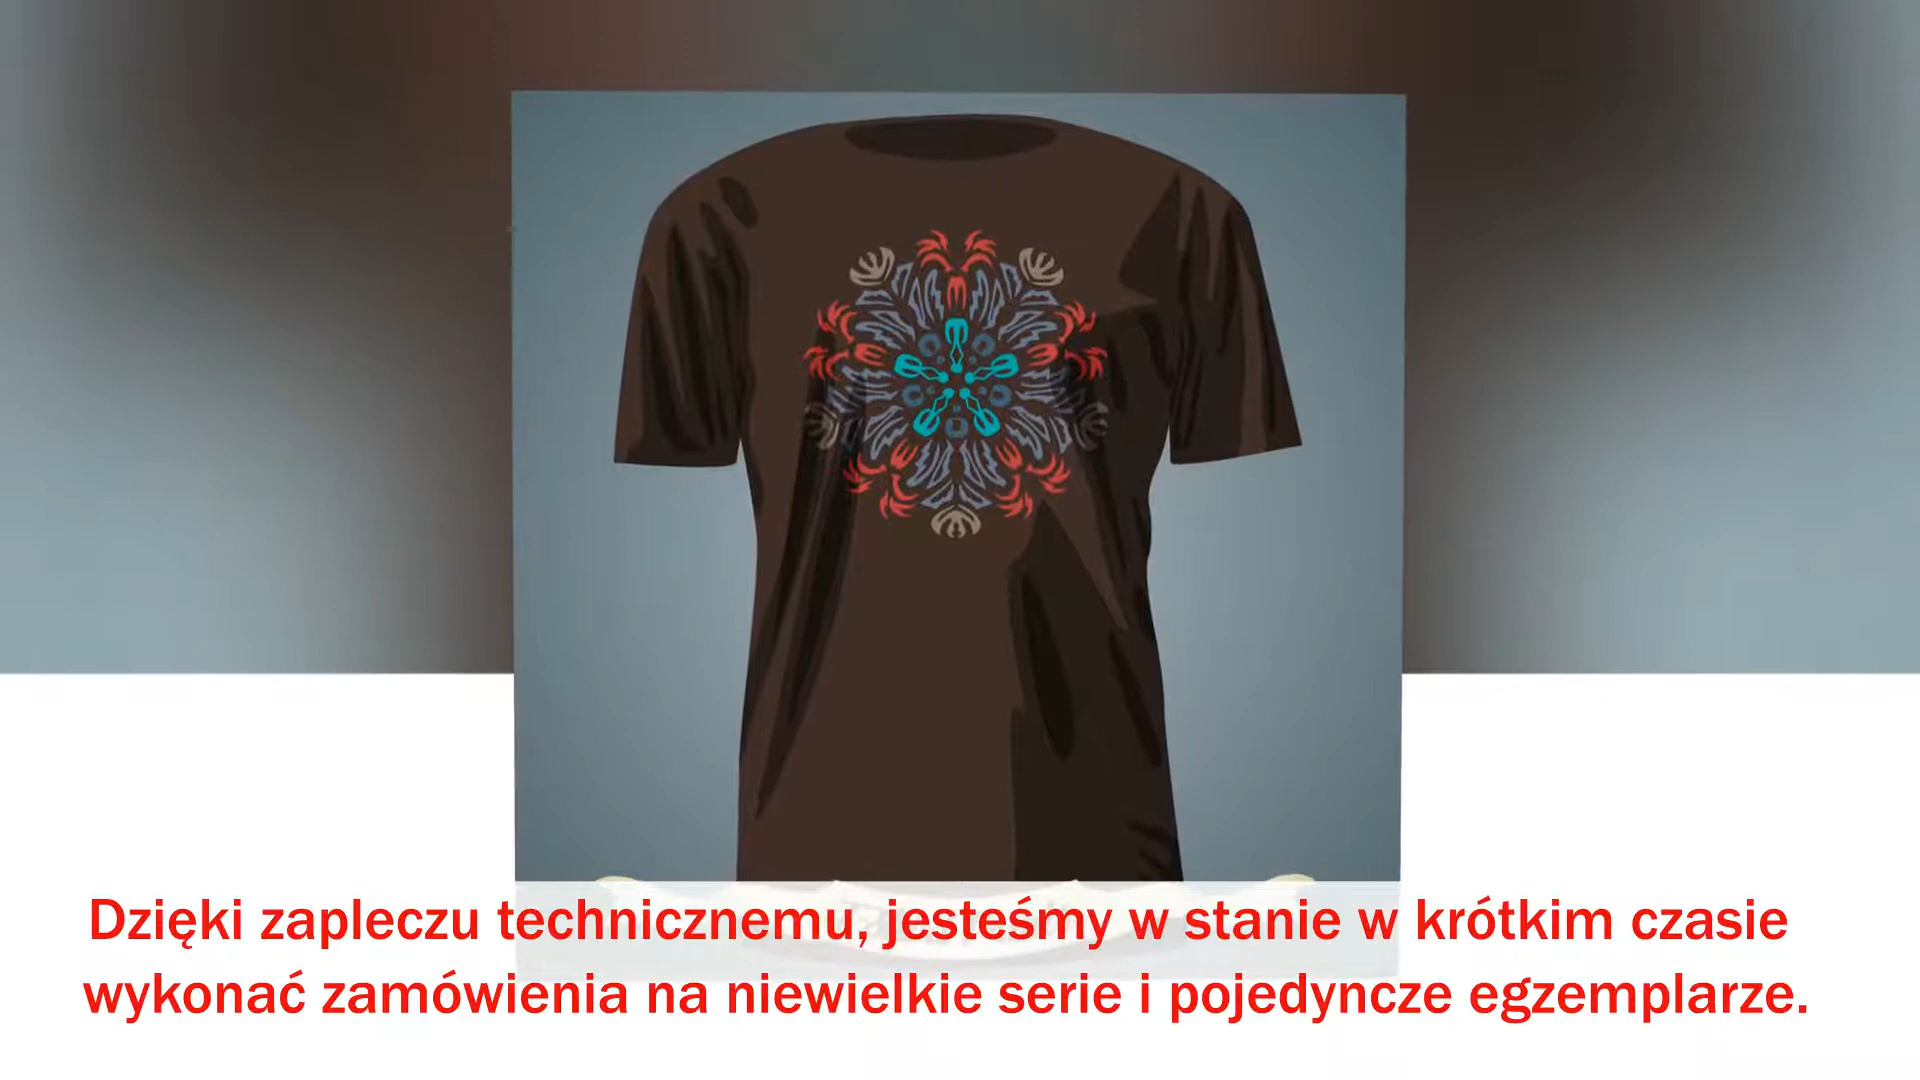 Dzięki zapleczu technicznemu, jesteśmy w stanie w krótkim czasie
wykonać zamówienia na niewielkie serie i pojedyncze egzemplarze.